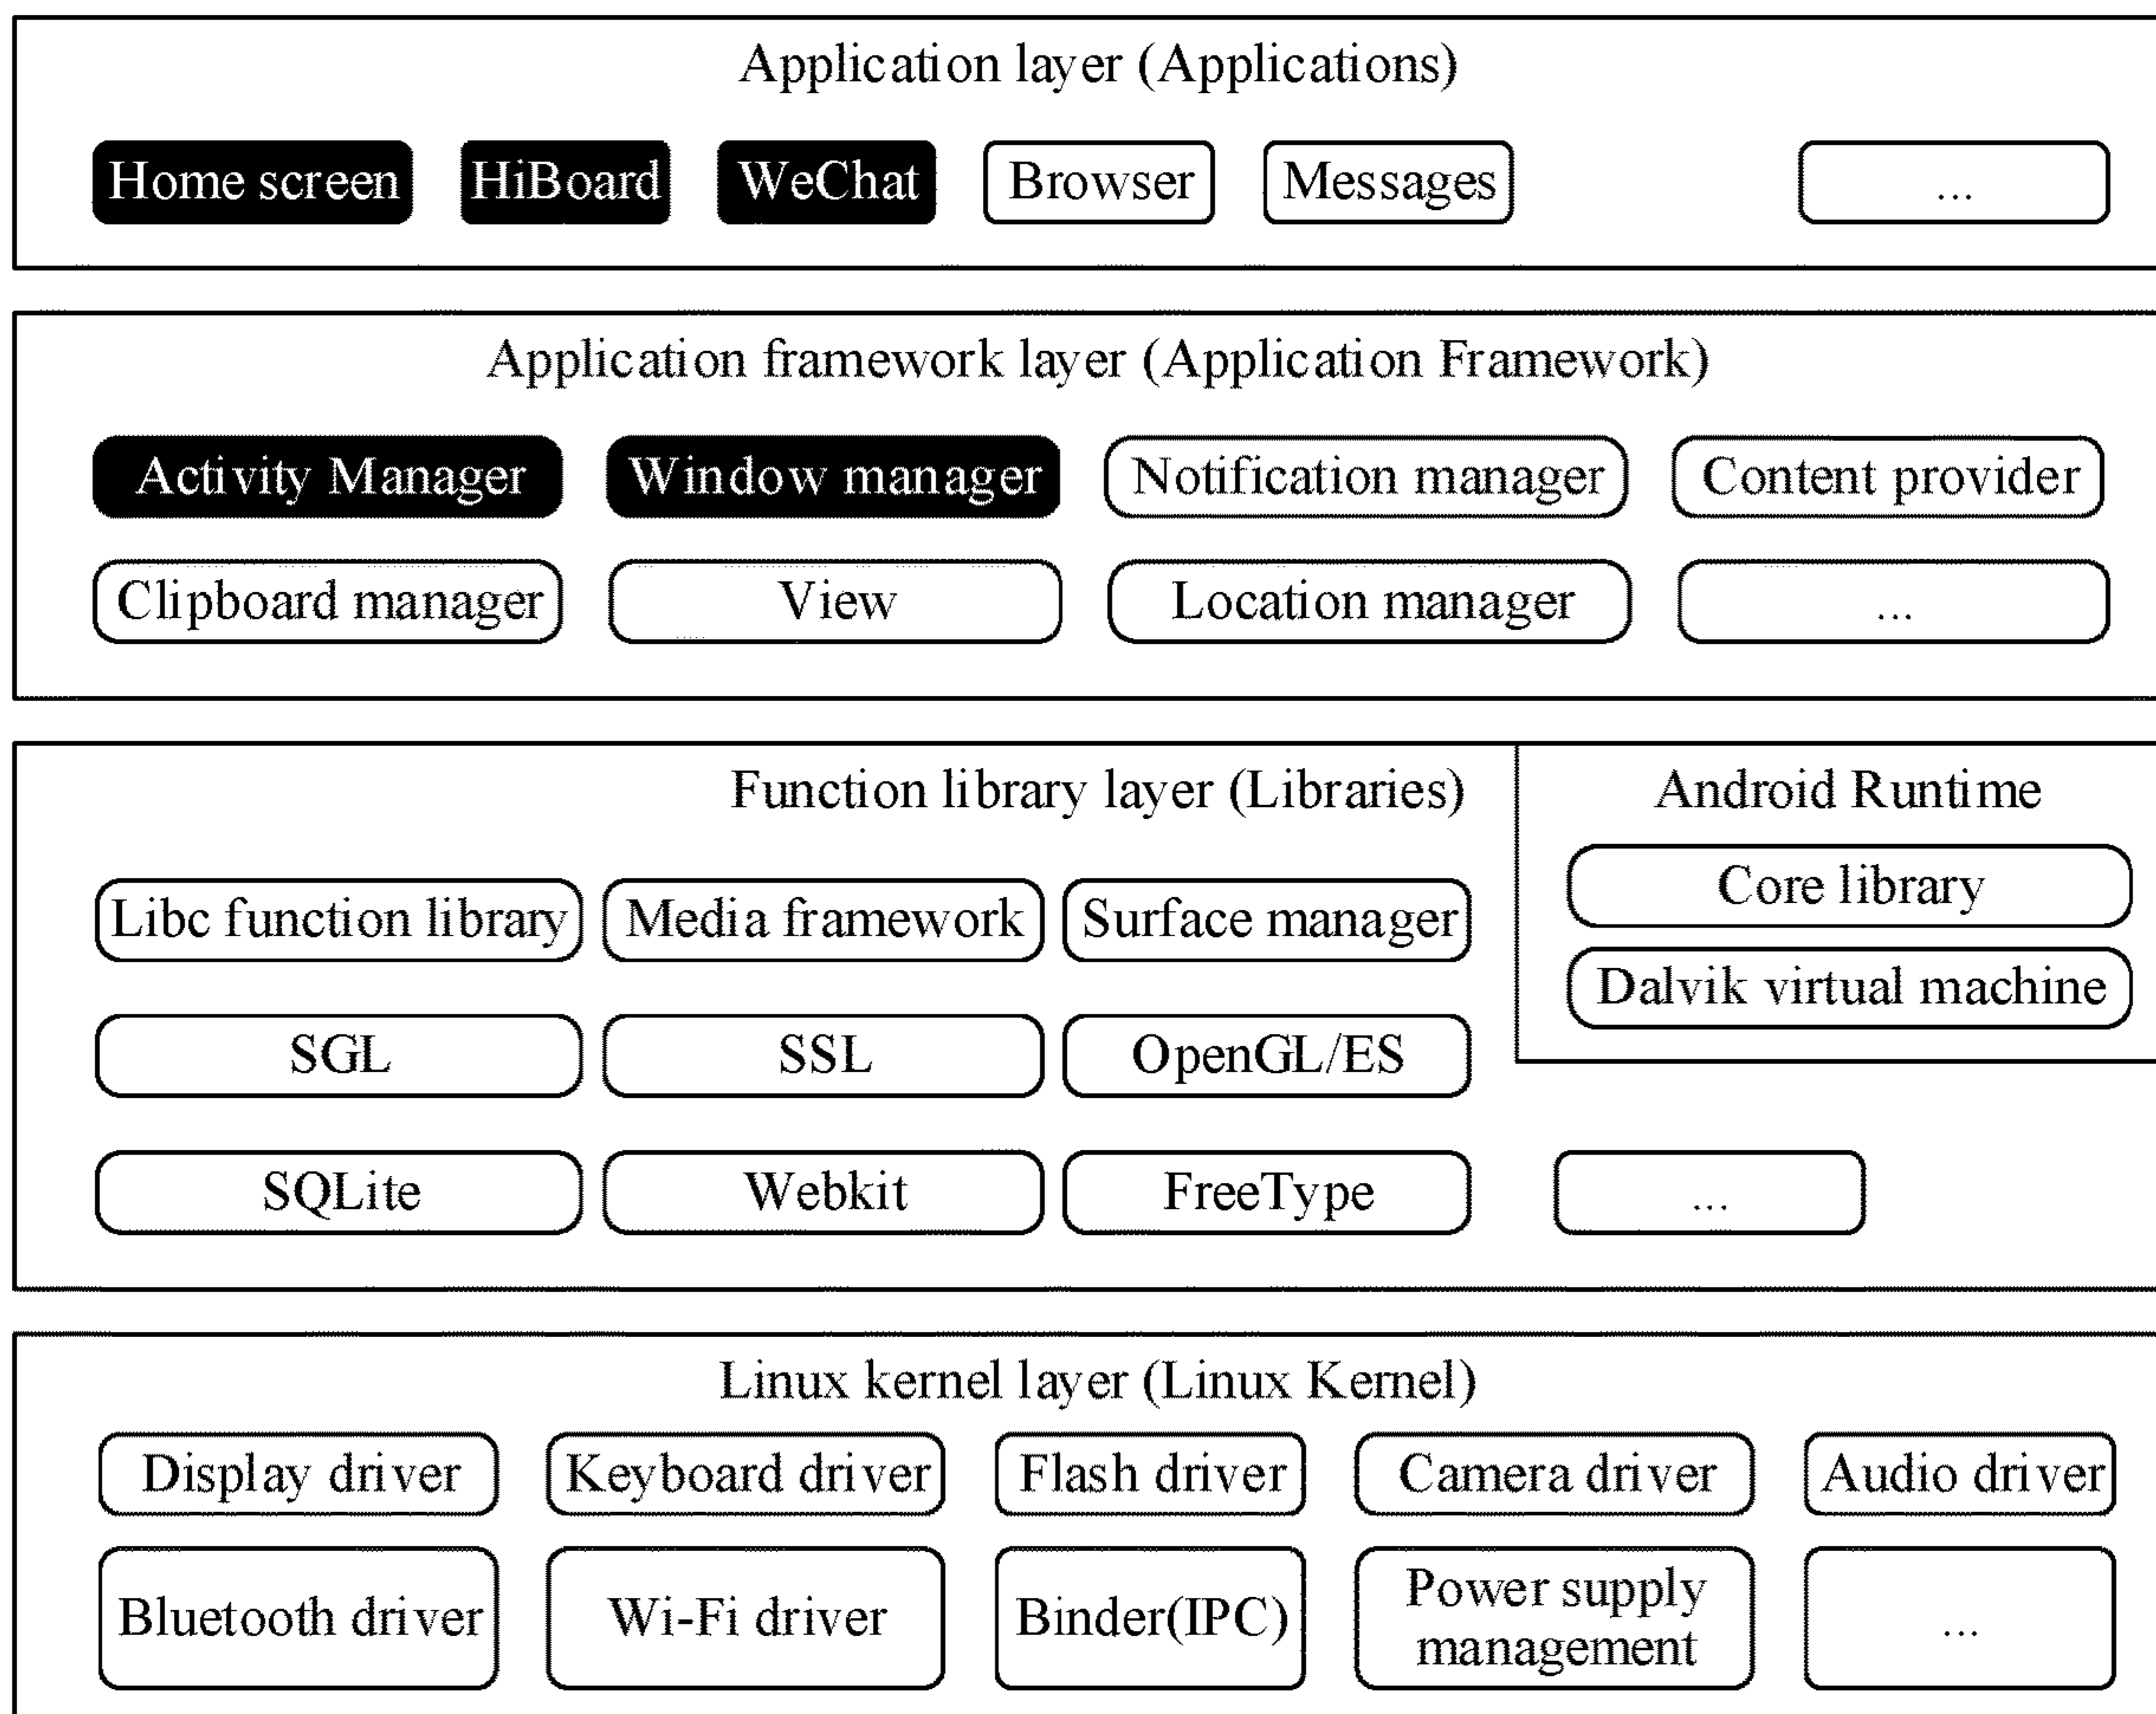 Application layer (Applications)
Home screen HiBoard WeChat Browser Messages ...
Application framework layer (Application Framework)
Activity Manager Window manager Notification manager Content provider
Clipboard manager View Location manager ...
Function library layer (Libraries) Android Runtime
Core library
Libc function library Media framework Surface manager
Dalvik virtual machine
SGL SSL OpenGL/ES
SQLite Webkit FreeType ...
Linux kernel layer (Linux Kernel)
Display driver Keyboard driver Flash driver Camera driver Audio driver
Bluetooth driver Wi-Fi driver Binder(IPC) Power supply
management ...